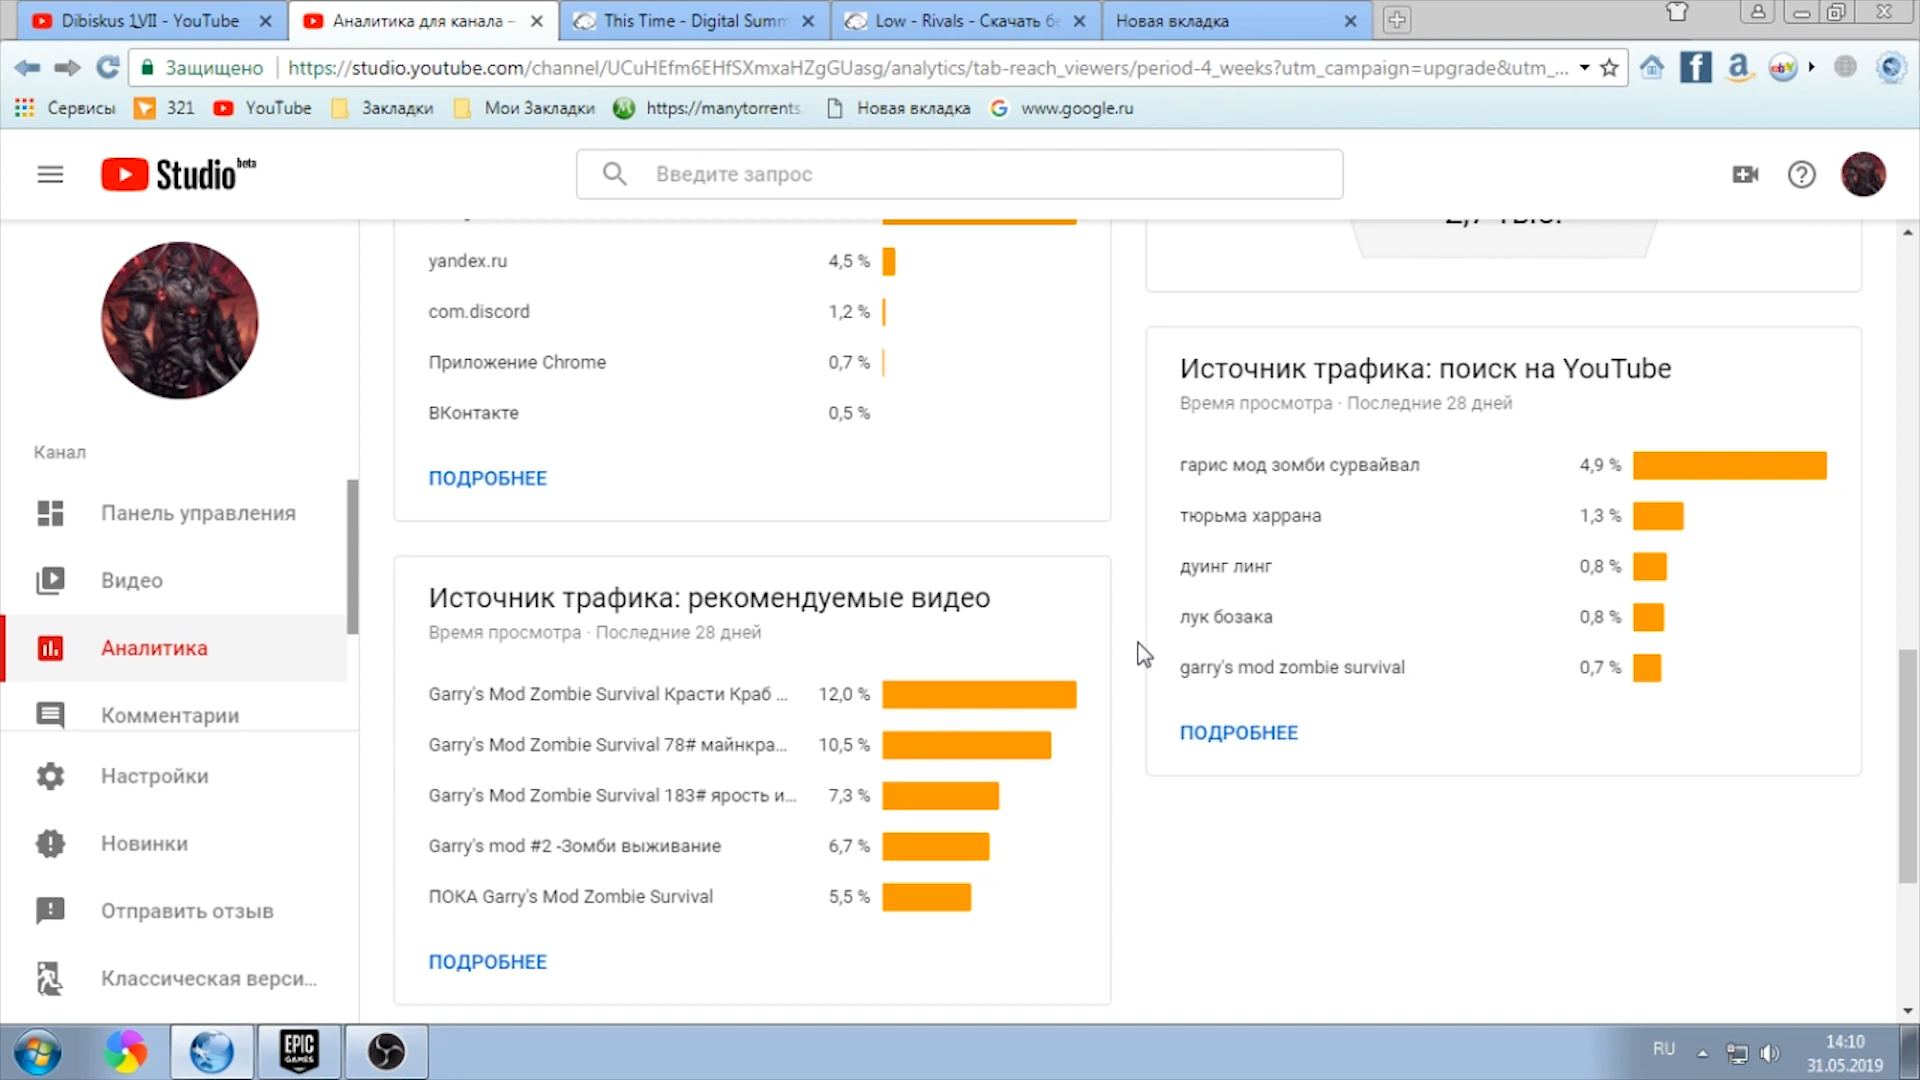 Dibiskus 1_VII - YouTube
Аналитика для канала –
This Time - Digital Summ
Low - Rivals - Скачать бе
Новая вкладка
Защищено
https://studio.youtube.com/channel/UCuHEfm6EHfSXmxaHZgGUasg/analytics/tab-reach_viewers/period-4_weeks?utm_campaign=upgrade&utm_...
Сервисы
321
YouTube
Закладки
Мои Закладки
https://manytorrents.
Новая вкладка
www.google.ru
Studio beta
Введите запрос
yandex.ru 4,5 %
com.discord 1,2 %
Приложение Chrome 0,7 %
ВКонтакте 0,5 %
ПОДРОБНЕЕ
Канал
Панель управления
Видео
Аналитика
Комментарии
Настройки
Новинки
Отправить отзыв
Классическая верси...
Источник трафика: рекомендуемые видео
Время просмотра · Последние 28 дней
Garry's Mod Zombie Survival Красти Краб ... 12,0 %
Garry's Mod Zombie Survival 78# майнкра... 10,5 %
Garry's Mod Zombie Survival 183# ярость и... 7,3 %
Garry's mod #2 -Зомби выживание 6,7 %
ПОКА Garry's Mod Zombie Survival 5,5 %
ПОДРОБНЕЕ
Источник трафика: поиск на YouTube
Время просмотра · Последние 28 дней
гарис мод зомби сурвайвал 4,9 %
тюрьма харрана 1,3 %
дуинг линг 0,8 %
лук бозака 0,8 %
garry's mod zombie survival 0,7 %
ПОДРОБНЕЕ
EPIC
GAMES
RU
14:10
31.05.2019